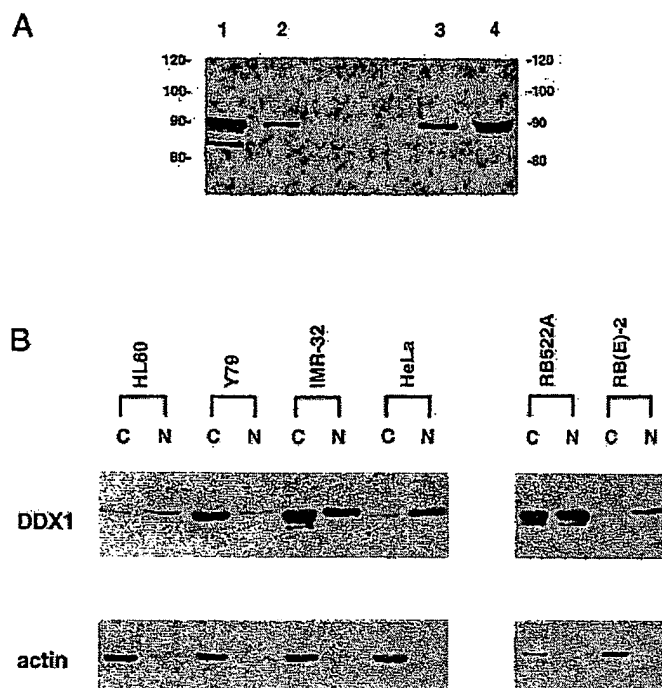 A
1 2 3 4
120- -120
100- -100
90- -90
80- -80
B
HL60 Y79 IMR-32 HeLa RB522A RB(E)-2
C N C N C N C N C N C N
DDX1
actin